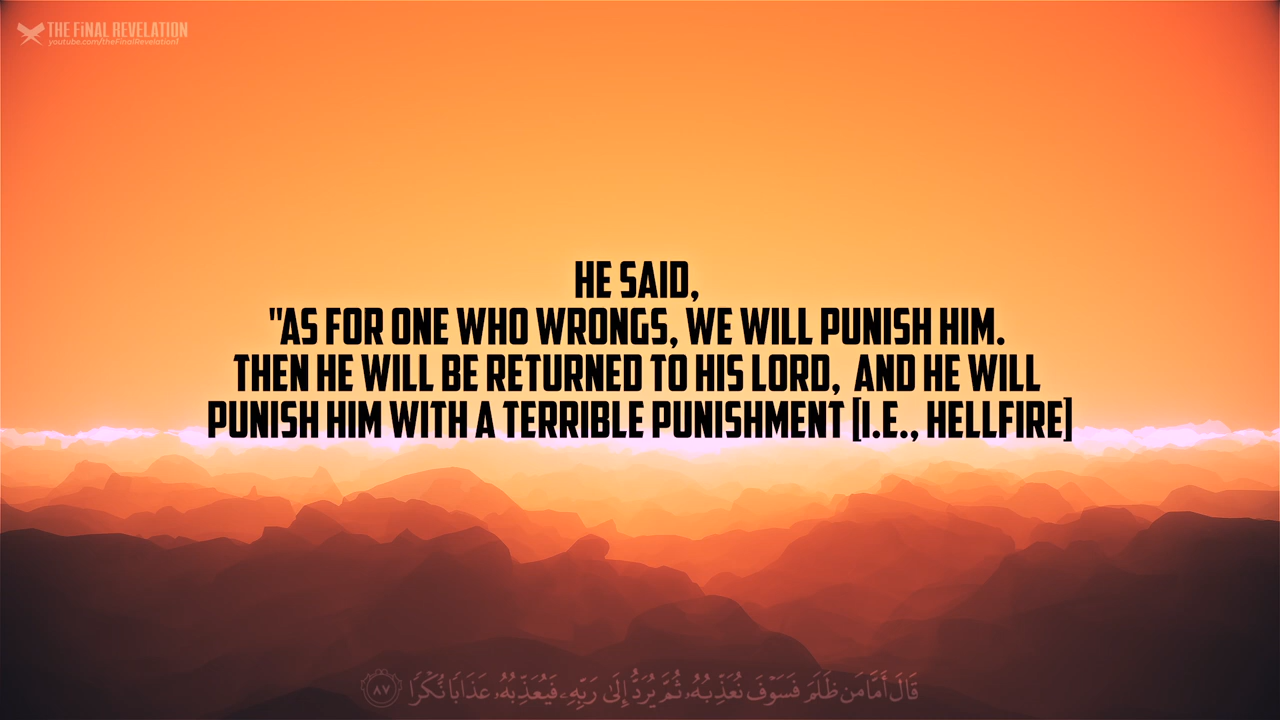 THE FiNAL REVELATION
youtube.com/theFinalRevelation1
HE SAID,
"AS FOR ONE WHO WRONGS, WE WILL PUNISH HIM.
THEN HE WILL BE RETURNED TO HIS LORD, AND HE WILL
PUNISH HIM WITH A TERRIBLE PUNISHMENT [I.E., HELLFIRE]
قَالَ أَمَّا مَن ظَلَمَ فَسَوْفَ نُعَذِّبُهُۥ ثُمَّ يُرَدُّ إِلَىٰ رَبِّهِۦ فَيُعَذِّبُهُۥ عَذَابًا نُّكْرًا ٨٧